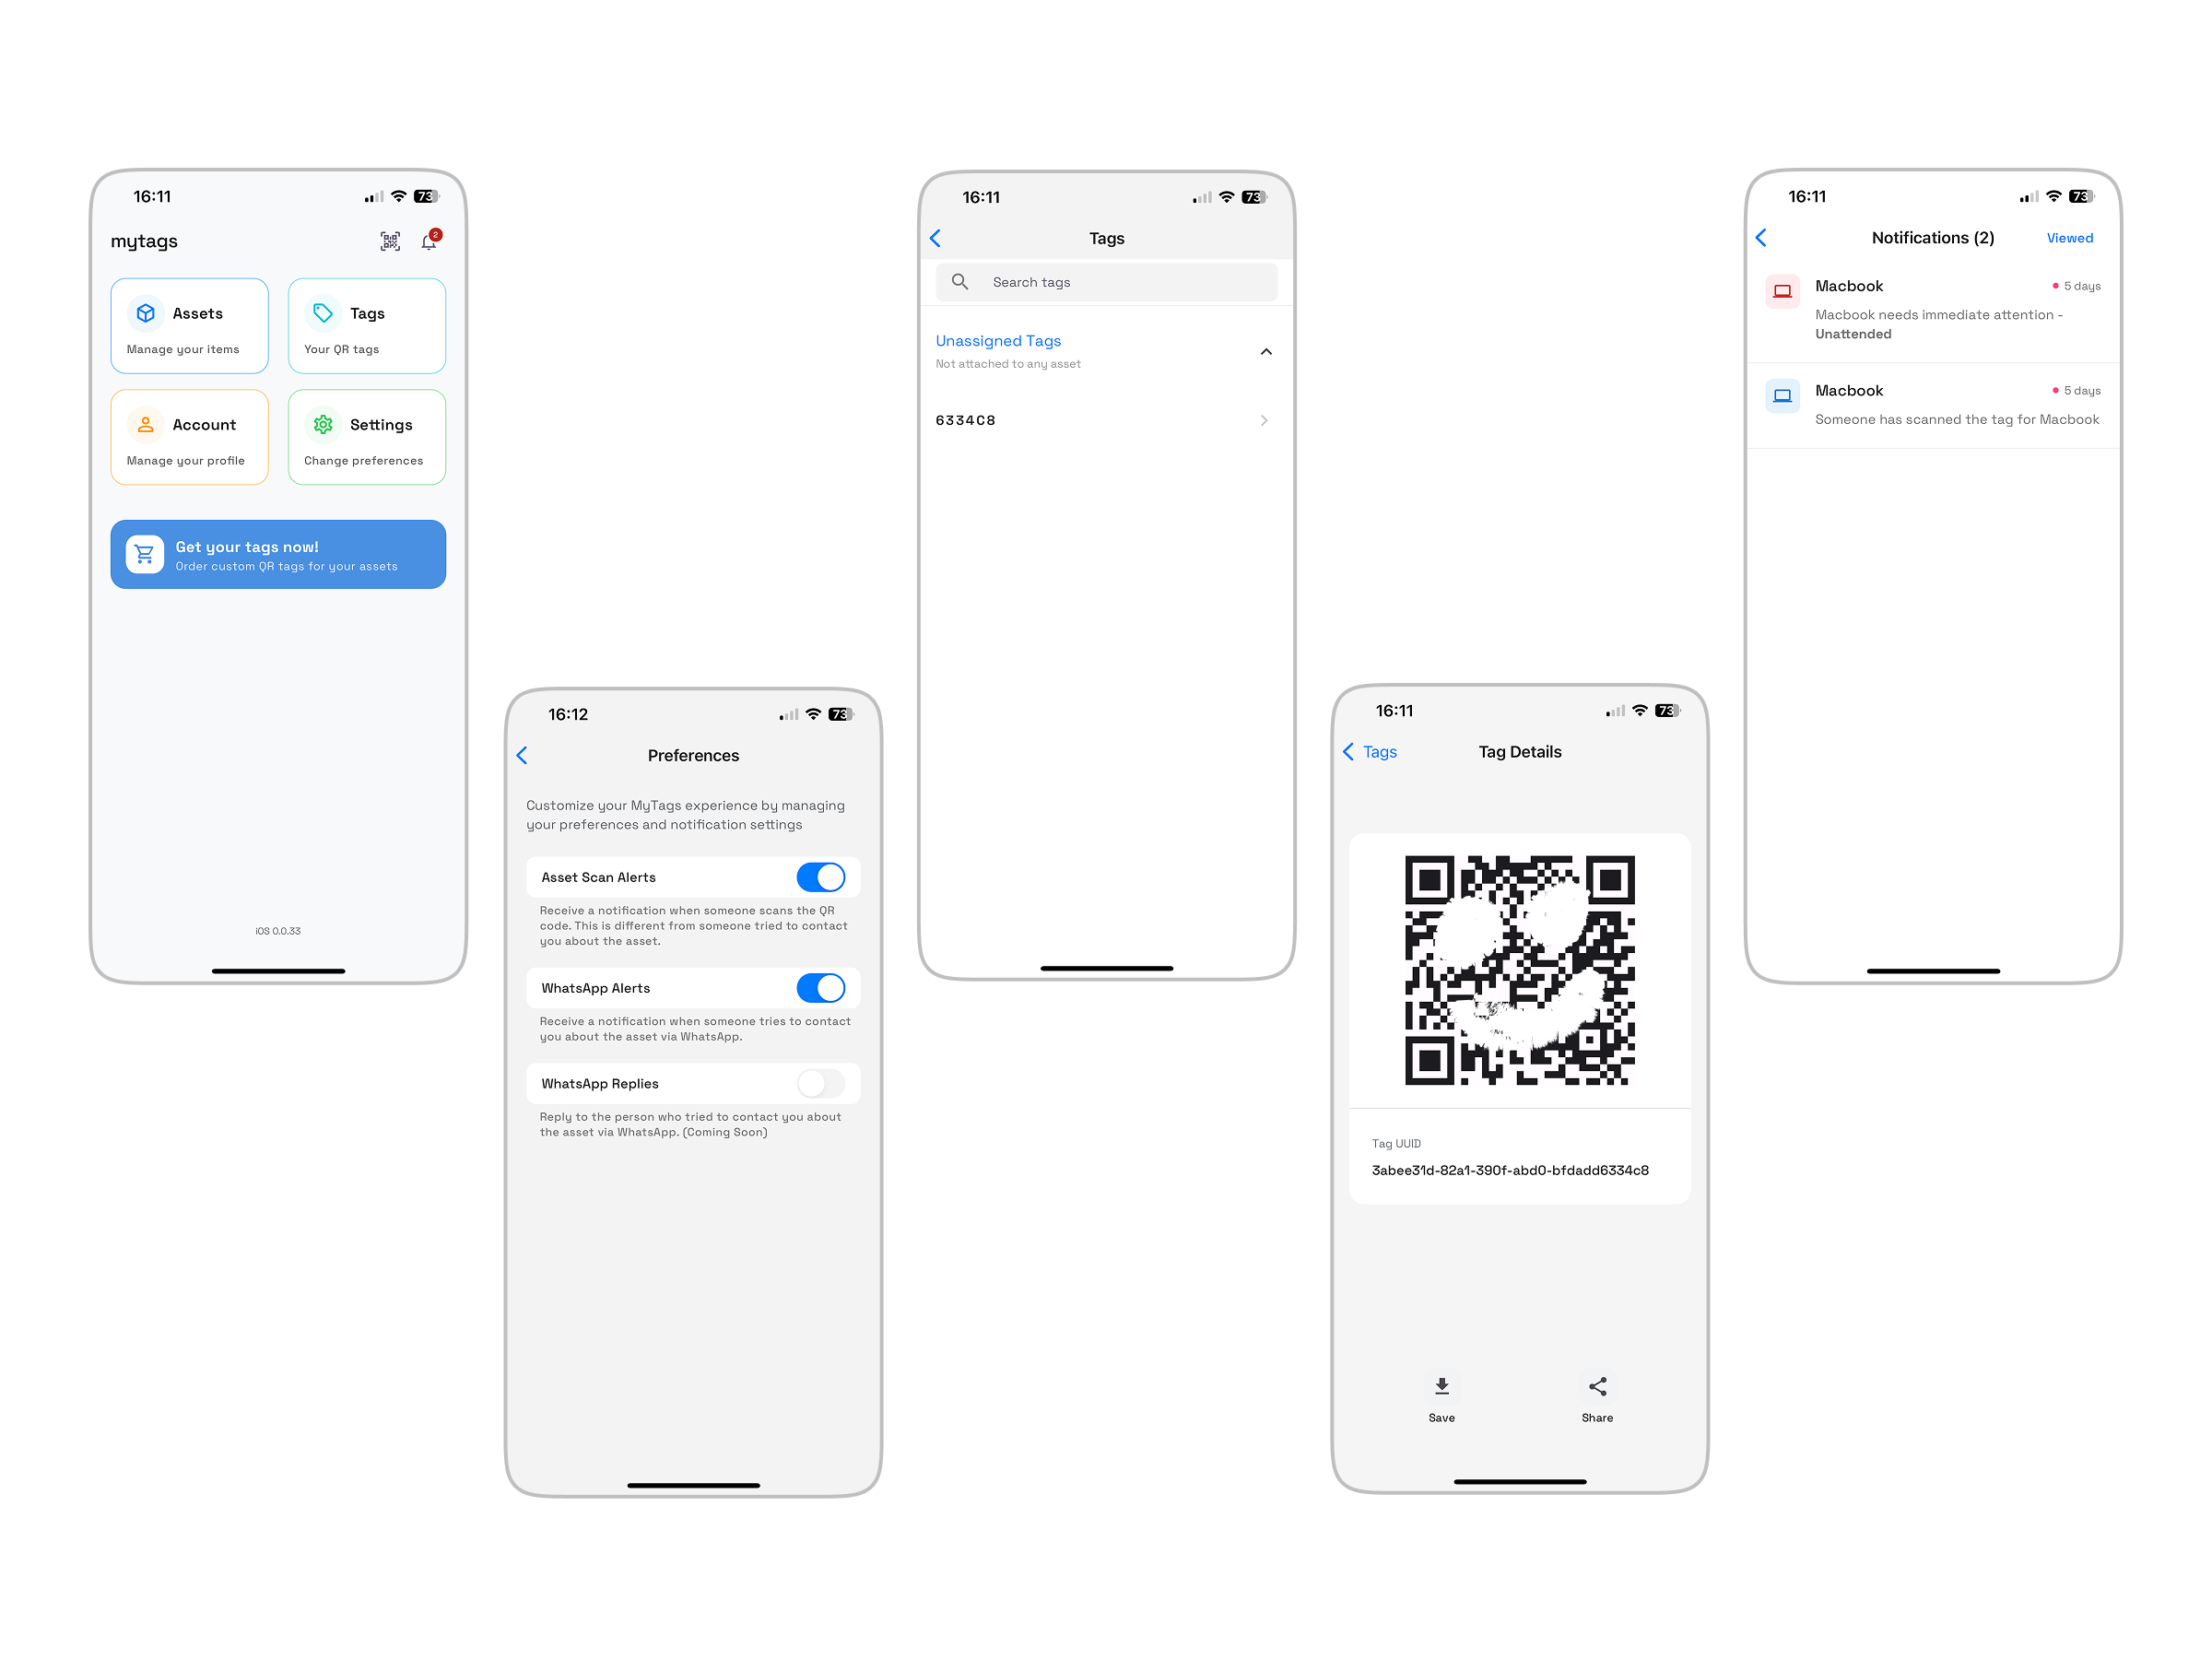 16:11
73
mytags
2
Assets
Manage your items
Tags
Your QR tags
Account
Manage your profile
Settings
Change preferences
Get your tags now!
Order custom QR tags for your assets
iOS 0.0.33
16:12
73
Preferences
Customize your MyTags experience by managing
your preferences and notification settings
Asset Scan Alerts
Receive a notification when someone scans the QR
code. This is different from someone tried to contact
you about the asset.
WhatsApp Alerts
Receive a notification when someone tries to contact
you about the asset via WhatsApp.
WhatsApp Replies
Reply to the person who tried to contact you about
the asset via WhatsApp. (Coming Soon)
16:11
73
Tags
Search tags
Unassigned Tags
Not attached to any asset
6334C8
16:11
73
Tags
Tag Details
Tag UUID
3abee31d-82a1-390f-abd0-bfdadd6334c8
Save
Share
16:11
73
Notifications (2)
Viewed
Macbook
5 days
Macbook needs immediate attention -
Unattended
Macbook
5 days
Someone has scanned the tag for Macbook